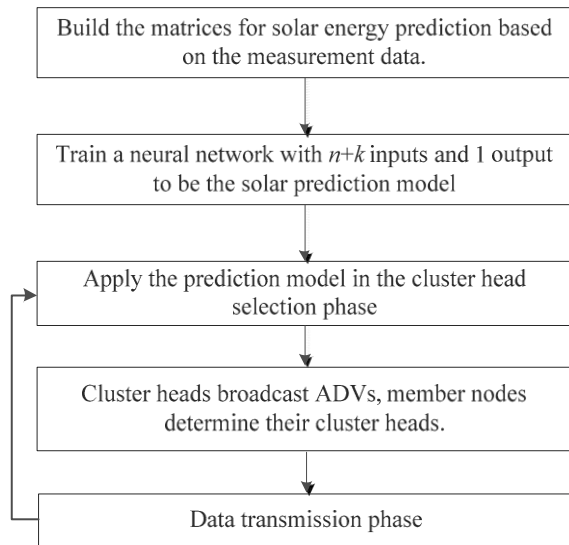 Build the matrices for solar energy prediction based
on the measurement data.
Train a neural network with n+k inputs and 1 output
to be the solar prediction model
Apply the prediction model in the cluster head
selection phase
Cluster heads broadcast ADVs, member nodes
determine their cluster heads.
Data transmission phase